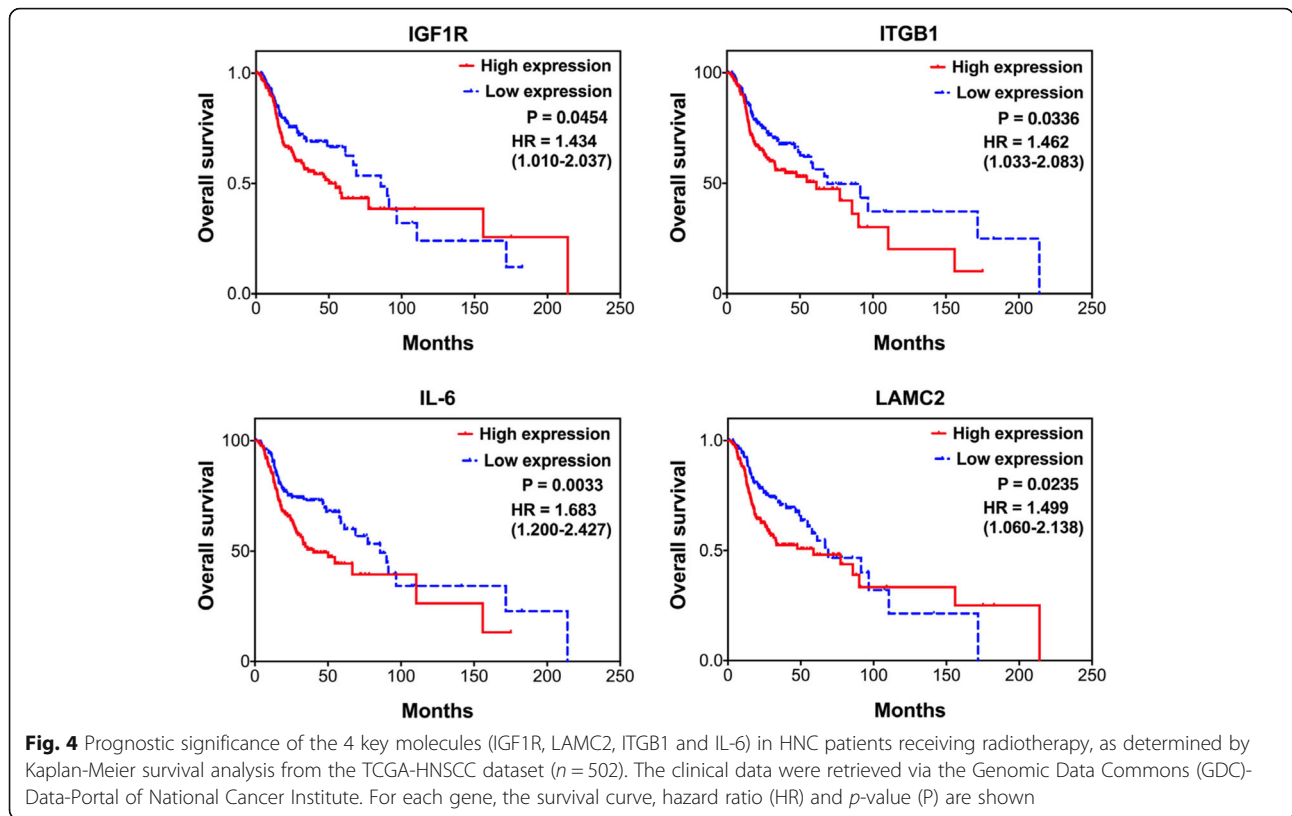 IGF1R
High expression
Low expression
P = 0.0454
HR = 1.434
(1.010-2.037)
Overall survival
1.0
0.5
0.0
0 50 100 150 200 250
Months
ITGB1
High expression
Low expression
P = 0.0336
HR = 1.462
(1.033-2.083)
Overall survival
100
50
0
0 50 100 150 200 250
Months
IL-6
High expression
Low expression
P = 0.0033
HR = 1.683
(1.200-2.427)
Overall survival
100
50
0
0 50 100 150 200 250
Months
LAMC2
High expression
Low expression
P = 0.0235
HR = 1.499
(1.060-2.138)
Overall survival
1.0
0.5
0.0
0 50 100 150 200 250
Months
Fig. 4 Prognostic significance of the 4 key molecules (IGF1R, LAMC2, ITGB1 and IL-6) in HNC patients receiving radiotherapy, as determined by
Kaplan-Meier survival analysis from the TCGA-HNSCC dataset (n = 502). The clinical data were retrieved via the Genomic Data Commons (GDC)-
Data-Portal of National Cancer Institute. For each gene, the survival curve, hazard ratio (HR) and p-value (P) are shown